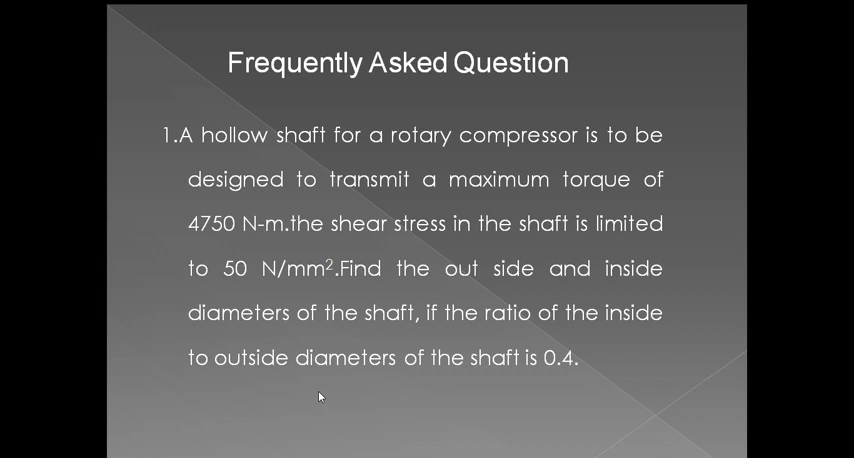 Frequently Asked Question
1.A hollow shaft for a rotary compressor is to be
designed to transmit a maximum torque of
4750 N-m.the shear stress in the shaft is limited
to 50 N/mm².Find the out side and inside
diameters of the shaft, if the ratio of the inside
to outside diameters of the shaft is 0.4.